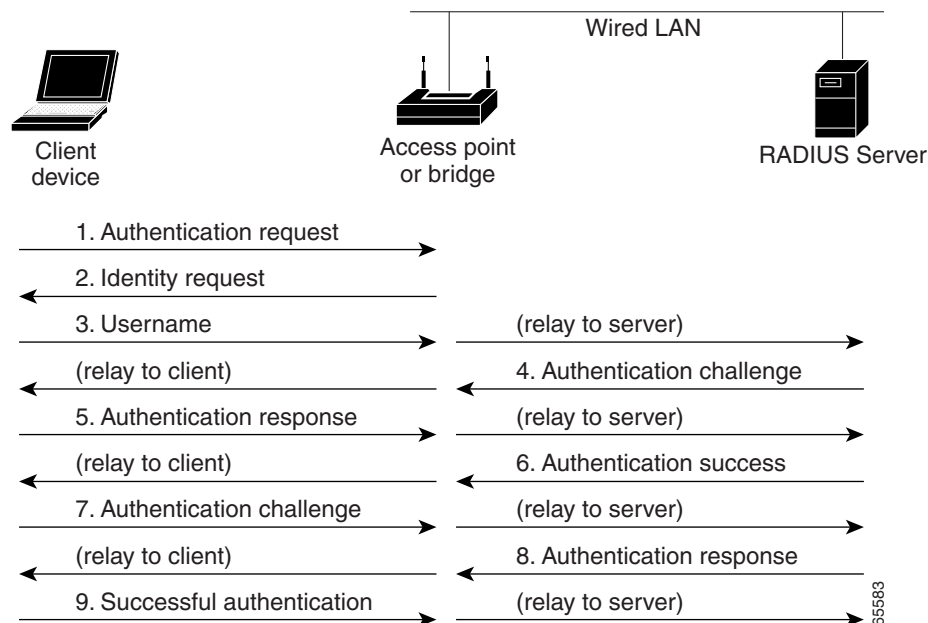 Wired LAN
Client
device
Access point
or bridge
RADIUS Server
1. Authentication request
2. Identity request
3. Username
(relay to server)
(relay to client)
4. Authentication challenge
5. Authentication response
(relay to server)
(relay to client)
6. Authentication success
7. Authentication challenge
(relay to server)
(relay to client)
8. Authentication response
9. Successful authentication
(relay to server)
65583